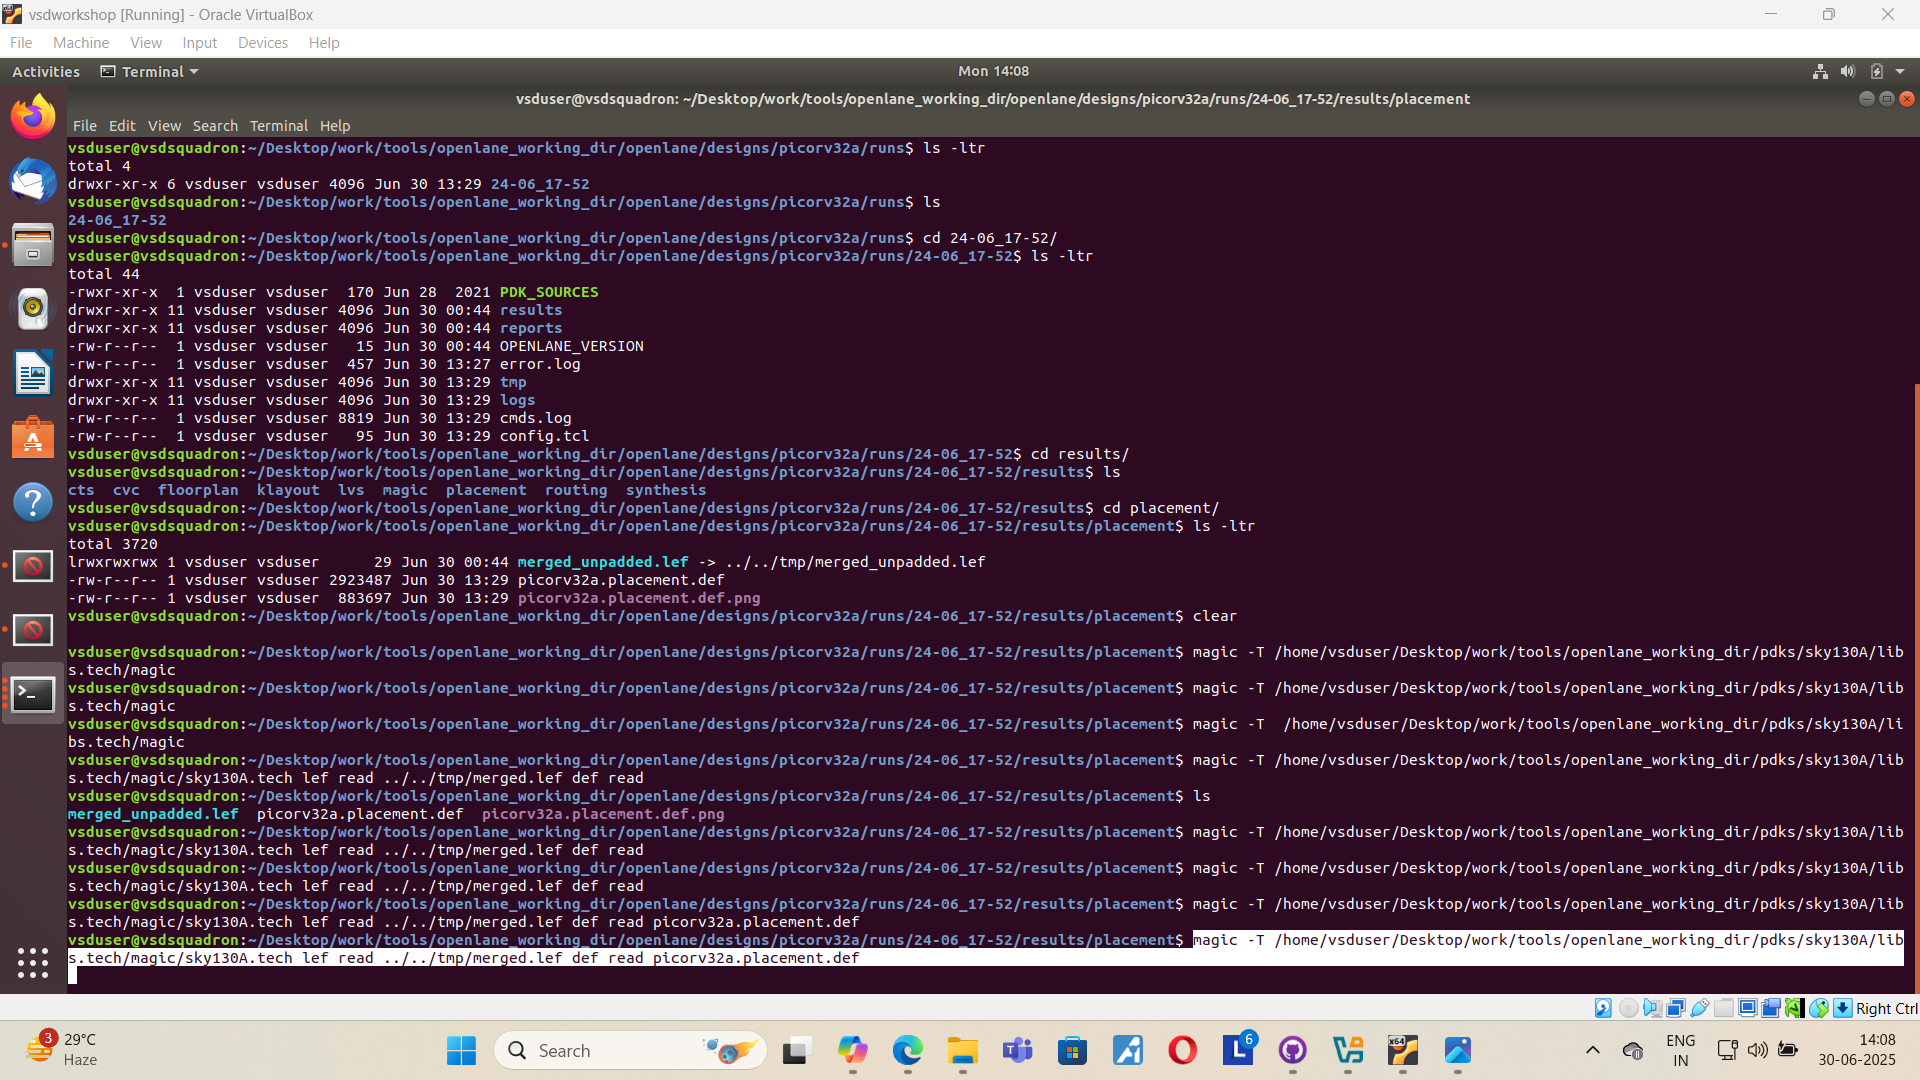 vsdworkshop [Running] - Oracle VirtualBox
File Machine View Input Devices Help
Activities Terminal Mon 14:08
vsduser@vsdsquadron: ~/Desktop/work/tools/openlane_working_dir/openlane/designs/picorv32a/runs/24-06_17-52/results/placement
File Edit View Search Terminal Help
vsduser@vsdsquadron:~/Desktop/work/tools/openlane_working_dir/openlane/designs/picorv32a/runs$ ls -ltr
total 4
drwxr-xr-x 6 vsduser vsduser 4096 Jun 30 13:29 24-06_17-52
vsduser@vsdsquadron:~/Desktop/work/tools/openlane_working_dir/openlane/designs/picorv32a/runs$ ls
24-06_17-52
vsduser@vsdsquadron:~/Desktop/work/tools/openlane_working_dir/openlane/designs/picorv32a/runs$ cd 24-06_17-52/
vsduser@vsdsquadron:~/Desktop/work/tools/openlane_working_dir/openlane/designs/picorv32a/runs/24-06_17-52$ ls -ltr
total 44
-rwxr-xr-x  1 vsduser vsduser  170 Jun 28  2021 PDK_SOURCES
drwxr-xr-x 11 vsduser vsduser 4096 Jun 30 00:44 results
drwxr-xr-x 11 vsduser vsduser 4096 Jun 30 00:44 reports
-rw-r--r--  1 vsduser vsduser   15 Jun 30 00:44 OPENLANE_VERSION
-rw-r--r--  1 vsduser vsduser  457 Jun 30 13:27 error.log
drwxr-xr-x 11 vsduser vsduser 4096 Jun 30 13:29 tmp
drwxr-xr-x 11 vsduser vsduser 4096 Jun 30 13:29 logs
-rw-r--r--  1 vsduser vsduser 8819 Jun 30 13:29 cmds.log
-rw-r--r--  1 vsduser vsduser   95 Jun 30 13:29 config.tcl
vsduser@vsdsquadron:~/Desktop/work/tools/openlane_working_dir/openlane/designs/picorv32a/runs/24-06_17-52$ cd results/
vsduser@vsdsquadron:~/Desktop/work/tools/openlane_working_dir/openlane/designs/picorv32a/runs/24-06_17-52/results$ ls
cts  cvc  floorplan  klayout  lvs  magic  placement  routing  synthesis
vsduser@vsdsquadron:~/Desktop/work/tools/openlane_working_dir/openlane/designs/picorv32a/runs/24-06_17-52/results$ cd placement/
vsduser@vsdsquadron:~/Desktop/work/tools/openlane_working_dir/openlane/designs/picorv32a/runs/24-06_17-52/results/placement$ ls -ltr
total 3720
lrwxrwxrwx 1 vsduser vsduser      29 Jun 30 00:44 merged_unpadded.lef -> ../../tmp/merged_unpadded.lef
-rw-r--r-- 1 vsduser vsduser 2923487 Jun 30 13:29 picorv32a.placement.def
-rw-r--r-- 1 vsduser vsduser  883697 Jun 30 13:29 picorv32a.placement.def.png
vsduser@vsdsquadron:~/Desktop/work/tools/openlane_working_dir/openlane/designs/picorv32a/runs/24-06_17-52/results/placement$ clear
vsduser@vsdsquadron:~/Desktop/work/tools/openlane_working_dir/openlane/designs/picorv32a/runs/24-06_17-52/results/placement$ magic -T /home/vsduser/Desktop/work/tools/openlane_working_dir/pdks/sky130A/lib
s.tech/magic
vsduser@vsdsquadron:~/Desktop/work/tools/openlane_working_dir/openlane/designs/picorv32a/runs/24-06_17-52/results/placement$ magic -T /home/vsduser/Desktop/work/tools/openlane_working_dir/pdks/sky130A/lib
s.tech/magic
vsduser@vsdsquadron:~/Desktop/work/tools/openlane_working_dir/openlane/designs/picorv32a/runs/24-06_17-52/results/placement$ magic -T  /home/vsduser/Desktop/work/tools/openlane_working_dir/pdks/sky130A/li
bs.tech/magic
vsduser@vsdsquadron:~/Desktop/work/tools/openlane_working_dir/openlane/designs/picorv32a/runs/24-06_17-52/results/placement$ magic -T /home/vsduser/Desktop/work/tools/openlane_working_dir/pdks/sky130A/lib
s.tech/magic/sky130A.tech lef read ../../tmp/merged.lef def read
vsduser@vsdsquadron:~/Desktop/work/tools/openlane_working_dir/openlane/designs/picorv32a/runs/24-06_17-52/results/placement$ ls
merged_unpadded.lef  picorv32a.placement.def  picorv32a.placement.def.png
vsduser@vsdsquadron:~/Desktop/work/tools/openlane_working_dir/openlane/designs/picorv32a/runs/24-06_17-52/results/placement$ magic -T /home/vsduser/Desktop/work/tools/openlane_working_dir/pdks/sky130A/lib
s.tech/magic/sky130A.tech lef read ../../tmp/merged.lef def read
vsduser@vsdsquadron:~/Desktop/work/tools/openlane_working_dir/openlane/designs/picorv32a/runs/24-06_17-52/results/placement$ magic -T /home/vsduser/Desktop/work/tools/openlane_working_dir/pdks/sky130A/lib
s.tech/magic/sky130A.tech lef read ../../tmp/merged.lef def read
vsduser@vsdsquadron:~/Desktop/work/tools/openlane_working_dir/openlane/designs/picorv32a/runs/24-06_17-52/results/placement$ magic -T /home/vsduser/Desktop/work/tools/openlane_working_dir/pdks/sky130A/lib
s.tech/magic/sky130A.tech lef read ../../tmp/merged.lef def read picorv32a.placement.def
vsduser@vsdsquadron:~/Desktop/work/tools/openlane_working_dir/openlane/designs/picorv32a/runs/24-06_17-52/results/placement$ magic -T /home/vsduser/Desktop/work/tools/openlane_working_dir/pdks/sky130A/lib
s.tech/magic/sky130A.tech lef read ../../tmp/merged.lef def read picorv32a.placement.def
Right Ctrl
3
29°C
Haze
Search
6
x64
ENG
IN
14:08
30-06-2025